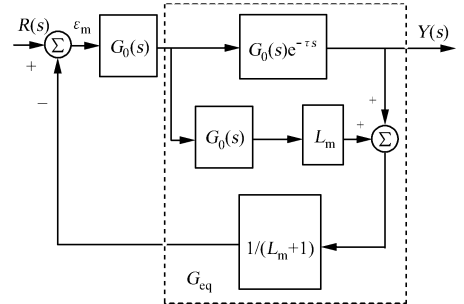 R(s) ε_m Y(s)
Σ G_0(s) G_0(s)e^{-τs}
+ −
+
G_0(s) L_m + Σ
1/(L_m+1)
G_eq